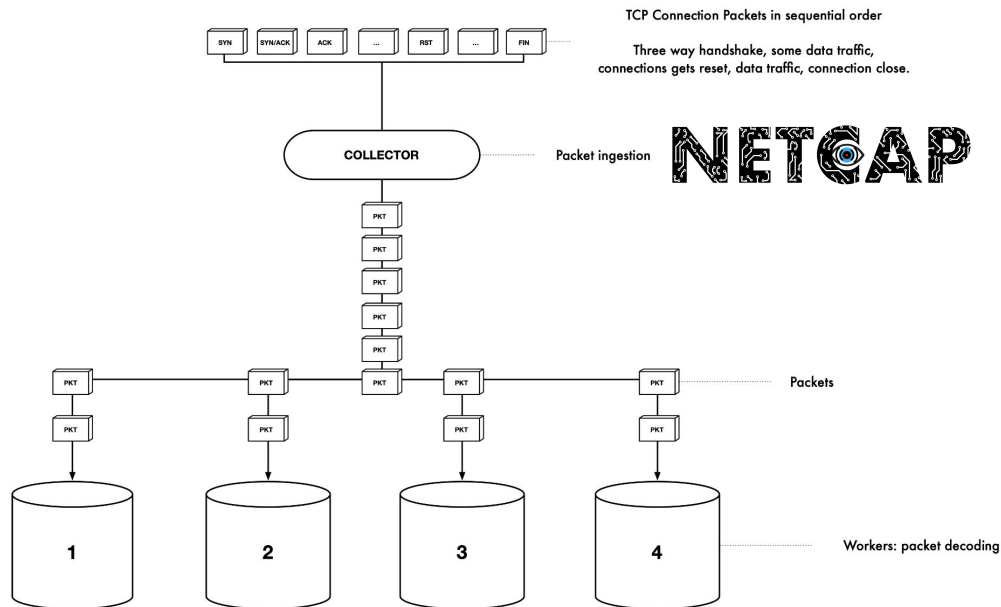 TCP Connection Packets in sequential order
SYN SYN/ACK ACK ... RST ... FIN
Three way handshake, some data traffic,
connections gets reset, data traffic, connection close.
COLLECTOR
Packet ingestion
NETCAP
PKT
PKT
PKT
PKT
PKT
PKT PKT PKT PKT PKT
Packets
PKT PKT PKT PKT
1 2 3 4
Workers: packet decoding